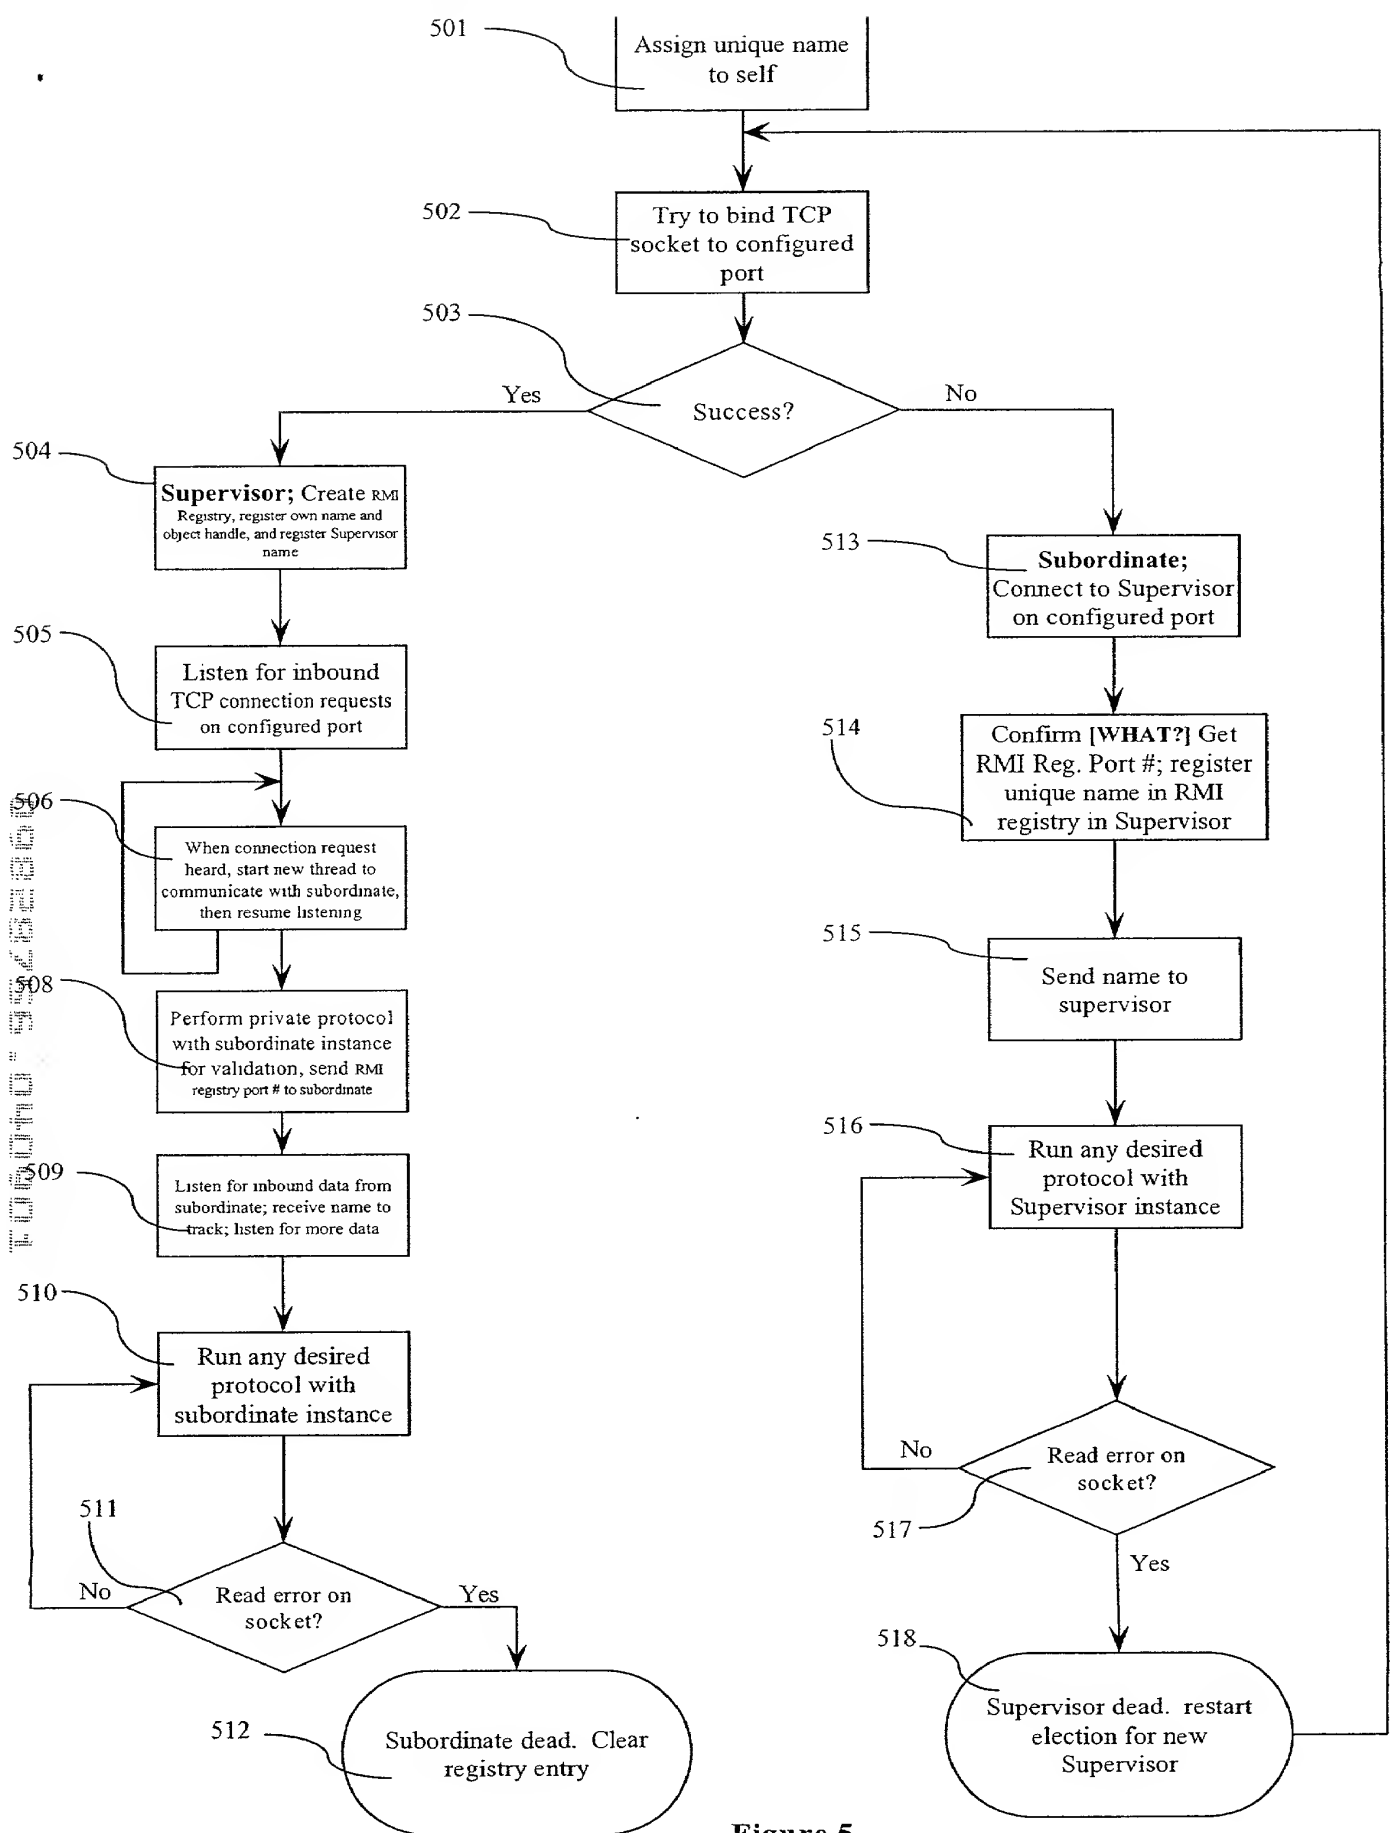 501
Assign unique name
to self
502
Try to bind TCP
socket to configured
port
503
Success?
Yes
No
504
Supervisor; Create RMI
Registry, register own name and
object handle, and register Supervisor
name
505
Listen for inbound
TCP connection requests
on configured port
506
When connection request
heard, start new thread to
communicate with subordinate,
then resume listening
508
Perform private protocol
with subordinate instance
for validation, send RMI
registry port # to subordinate
509
Listen for inbound data from
subordinate; receive name to
track; listen for more data
510
Run any desired
protocol with
subordinate instance
511
Read error on
socket?
No
Yes
512
Subordinate dead. Clear
registry entry
513
Subordinate;
Connect to Supervisor
on configured port
514
Confirm [WHAT?] Get
RMI Reg. Port #; register
unique name in RMI
registry in Supervisor
515
Send name to
supervisor
516
Run any desired
protocol with
Supervisor instance
517
Read error on
socket?
No
Yes
518
Supervisor dead. restart
election for new
Supervisor
Figure 5